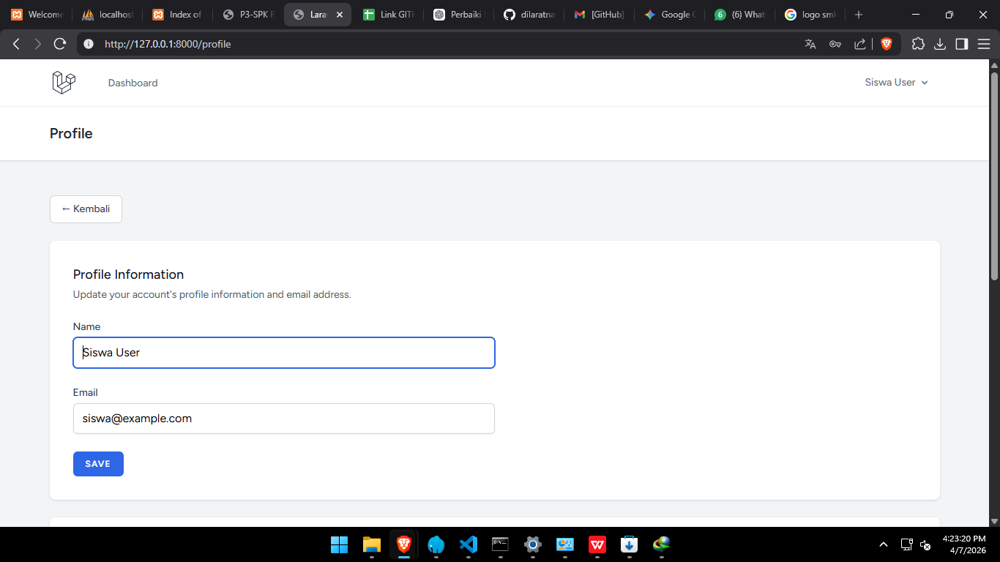 Welcome
localhost
Index of
P3-SPK R
Lara
Link GITH
Perbaiki
dilaratna
[GitHub]
Google C
6
(6) What
logo smk
http://127.0.0.1:8000/profile
Dashboard
Siswa User
Profile
← Kembali
Profile Information
Update your account's profile information and email address.
Name
Siswa User
Email
siswa@example.com
SAVE
4:23:20 PM
4/7/2026